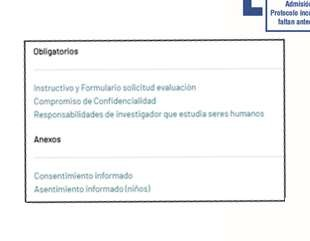 Admisió
Protocolo inc
faltan ante
Obligatorios
Instructivo y Formulario solicitud evaluación
Compromiso de Confidencialidad
Responsabilidades de investigador que estudia seres humanos
Anexos
Consentimiento informado
Asentimiento informado (niños)